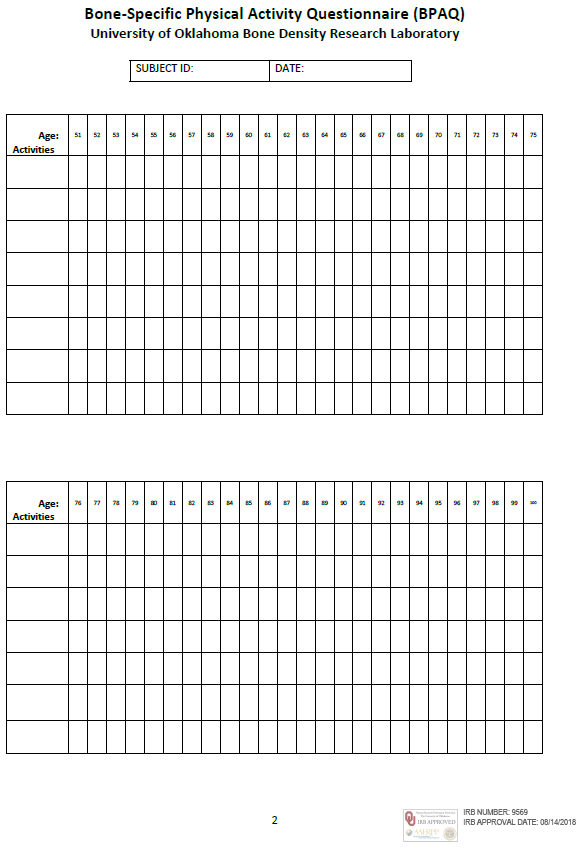 Bone-Specific Physical Activity Questionnaire (BPAQ)
University of Oklahoma Bone Density Research Laboratory
SUBJECT ID: DATE:
Age: 51 52 53 54 55 56 57 58 59 60 61 62 63 64 65 66 67 68 69 70 71 72 73 74 75
Activities
Age: 76 77 78 79 80 81 82 83 84 85 86 87 88 89 90 91 92 93 94 95 96 97 98 99 100
Activities
2
IRB APPROVED
IRB NUMBER: 9569
IRB APPROVAL DATE: 08/14/2018